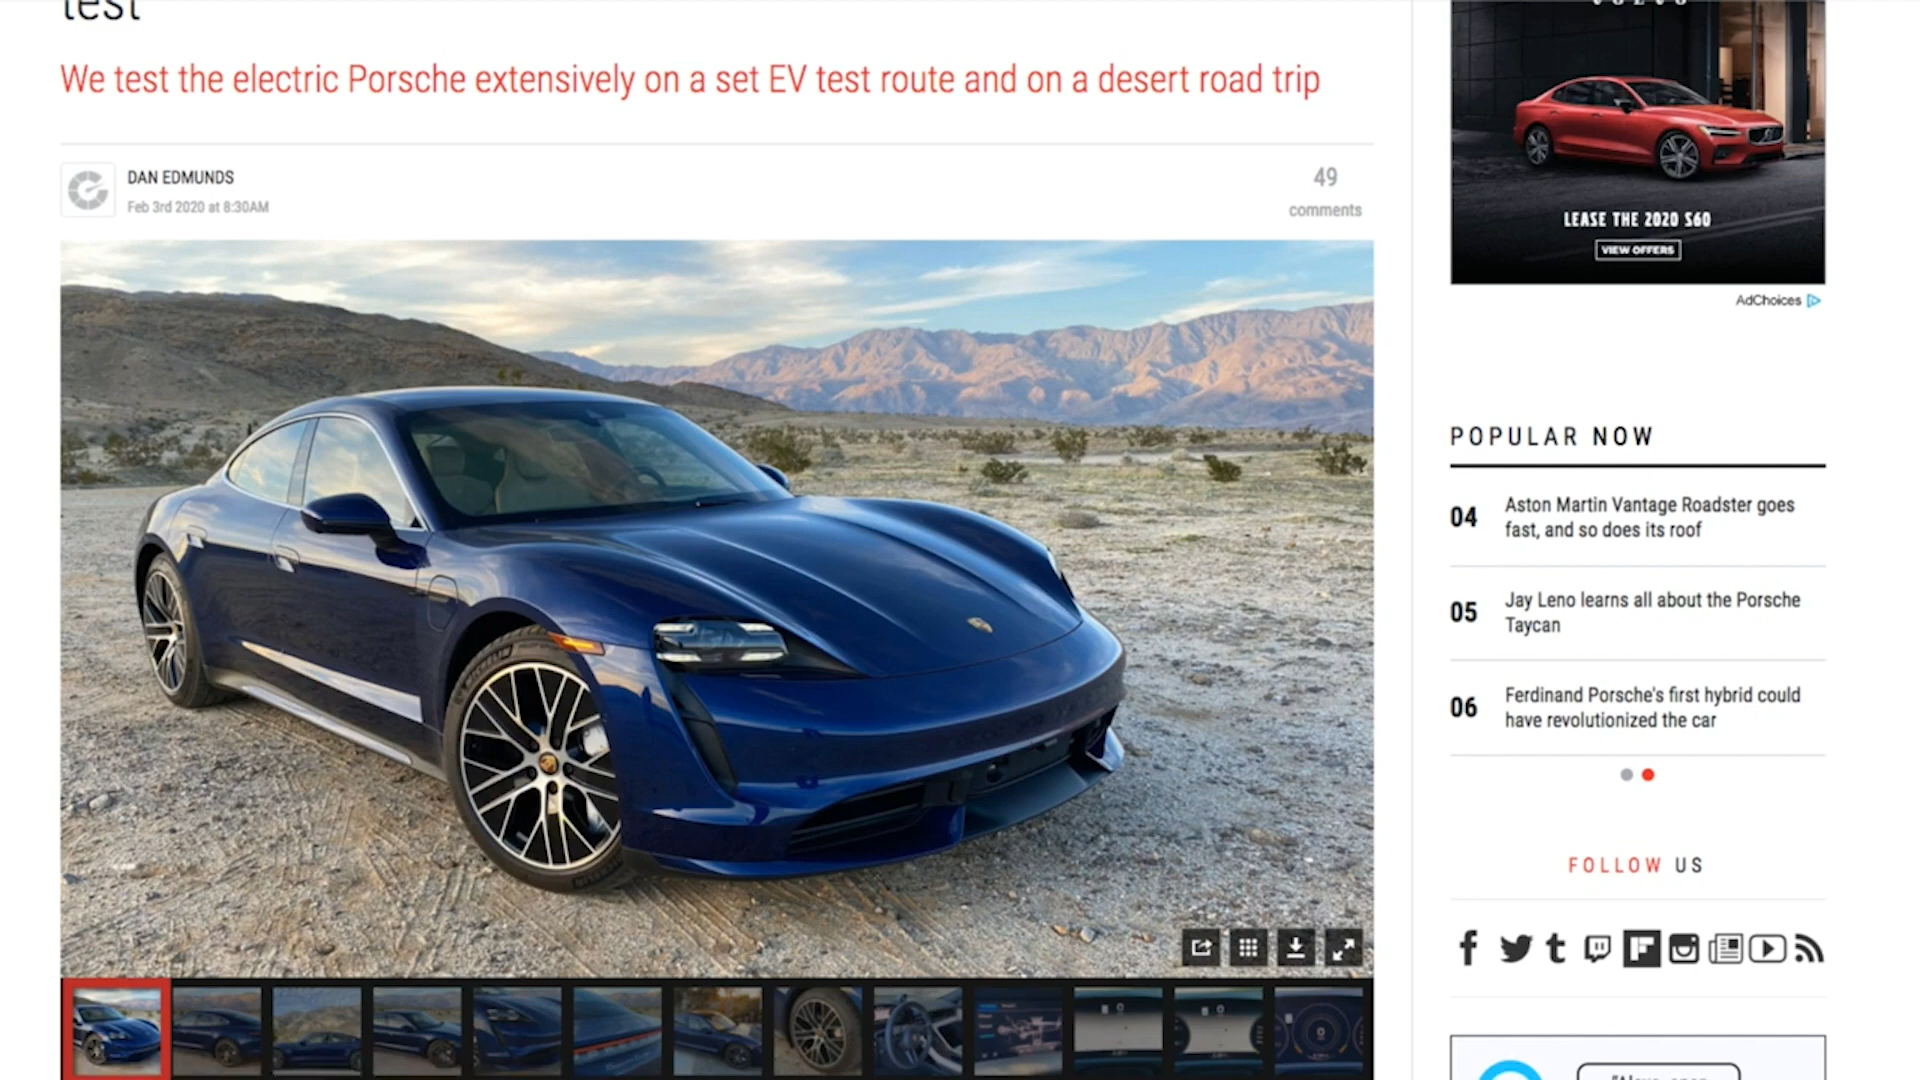 test
We test the electric Porsche extensively on a set EV test route and on a desert road trip
DAN EDMUNDS
Feb 3rd 2020 at 8:30AM
49
comments
LEASE THE 2020 S60
VIEW OFFERS
AdChoices
POPULAR NOW
04 Aston Martin Vantage Roadster goes
fast, and so does its roof
05 Jay Leno learns all about the Porsche
Taycan
06 Ferdinand Porsche's first hybrid could
have revolutionized the car
FOLLOW US